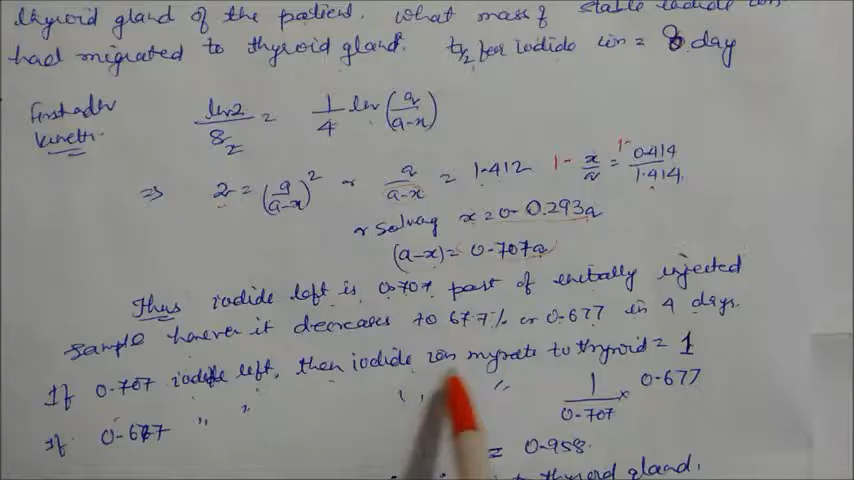 thyroid gland of the patient. What mass of stable iodide ion
had migrated to thyroid gland. t1/2 for iodide ion = 8 day
First order ln2/8 = 1/4 ln (a/a-x)
kinetics.
⇒ 2 = (a/a-x)² or a/a-x = 1.412 1- x/a = 0.414/1.414
or solving x = 0.293a
(a-x) = 0.707a
Thus iodide left is 0.707 part of initially injected
sample however it decreases to 67.7% or 0.677 in 4 days.
If 0.707 iodide left, then iodide ion migrate to thyroid = 1
If 0.677 " " " " 1/0.707 × 0.677
= 0.958
to thyroid gland.